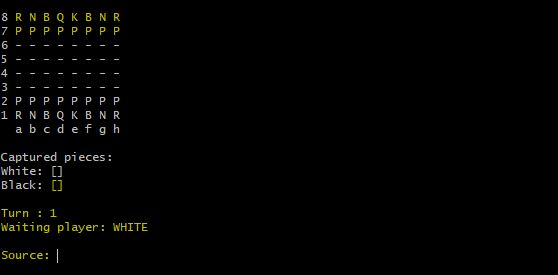 8 R N B Q K B N R
7 P P P P P P P P
6 - - - - - - - -
5 - - - - - - - -
4 - - - - - - - -
3 - - - - - - - -
2 P P P P P P P P
1 R N B Q K B N R
a b c d e f g h
Captured pieces:
White: []
Black: []
Turn : 1
Waiting player: WHITE
Source: